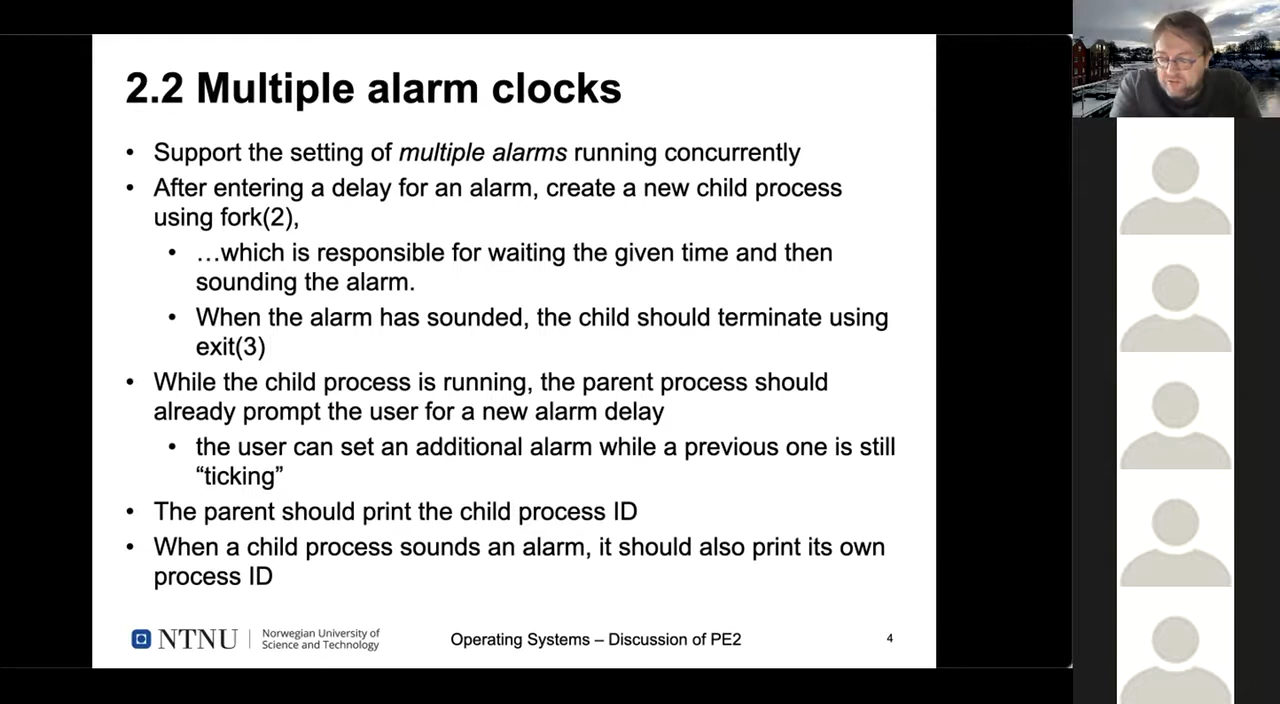 2.2 Multiple alarm clocks
• Support the setting of multiple alarms running concurrently
• After entering a delay for an alarm, create a new child process
using fork(2),
• …which is responsible for waiting the given time and then
sounding the alarm.
• When the alarm has sounded, the child should terminate using
exit(3)
• While the child process is running, the parent process should
already prompt the user for a new alarm delay
• the user can set an additional alarm while a previous one is still
“ticking”
• The parent should print the child process ID
• When a child process sounds an alarm, it should also print its own
process ID
NTNU
Norwegian University of
Science and Technology
Operating Systems – Discussion of PE2
4